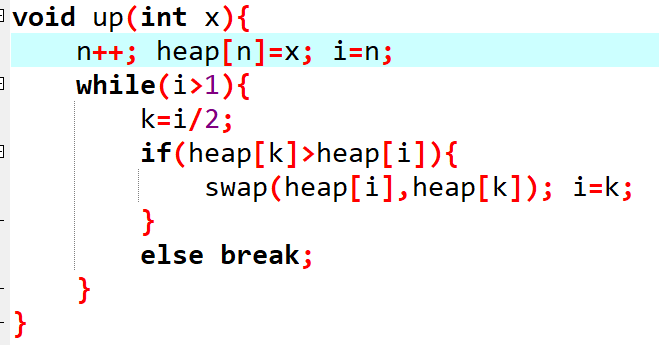 void up(int x){
n++; heap[n]=x; i=n;
while(i>1){
k=i/2;
if(heap[k]>heap[i]){
swap(heap[i],heap[k]); i=k;
}
else break;
}
}